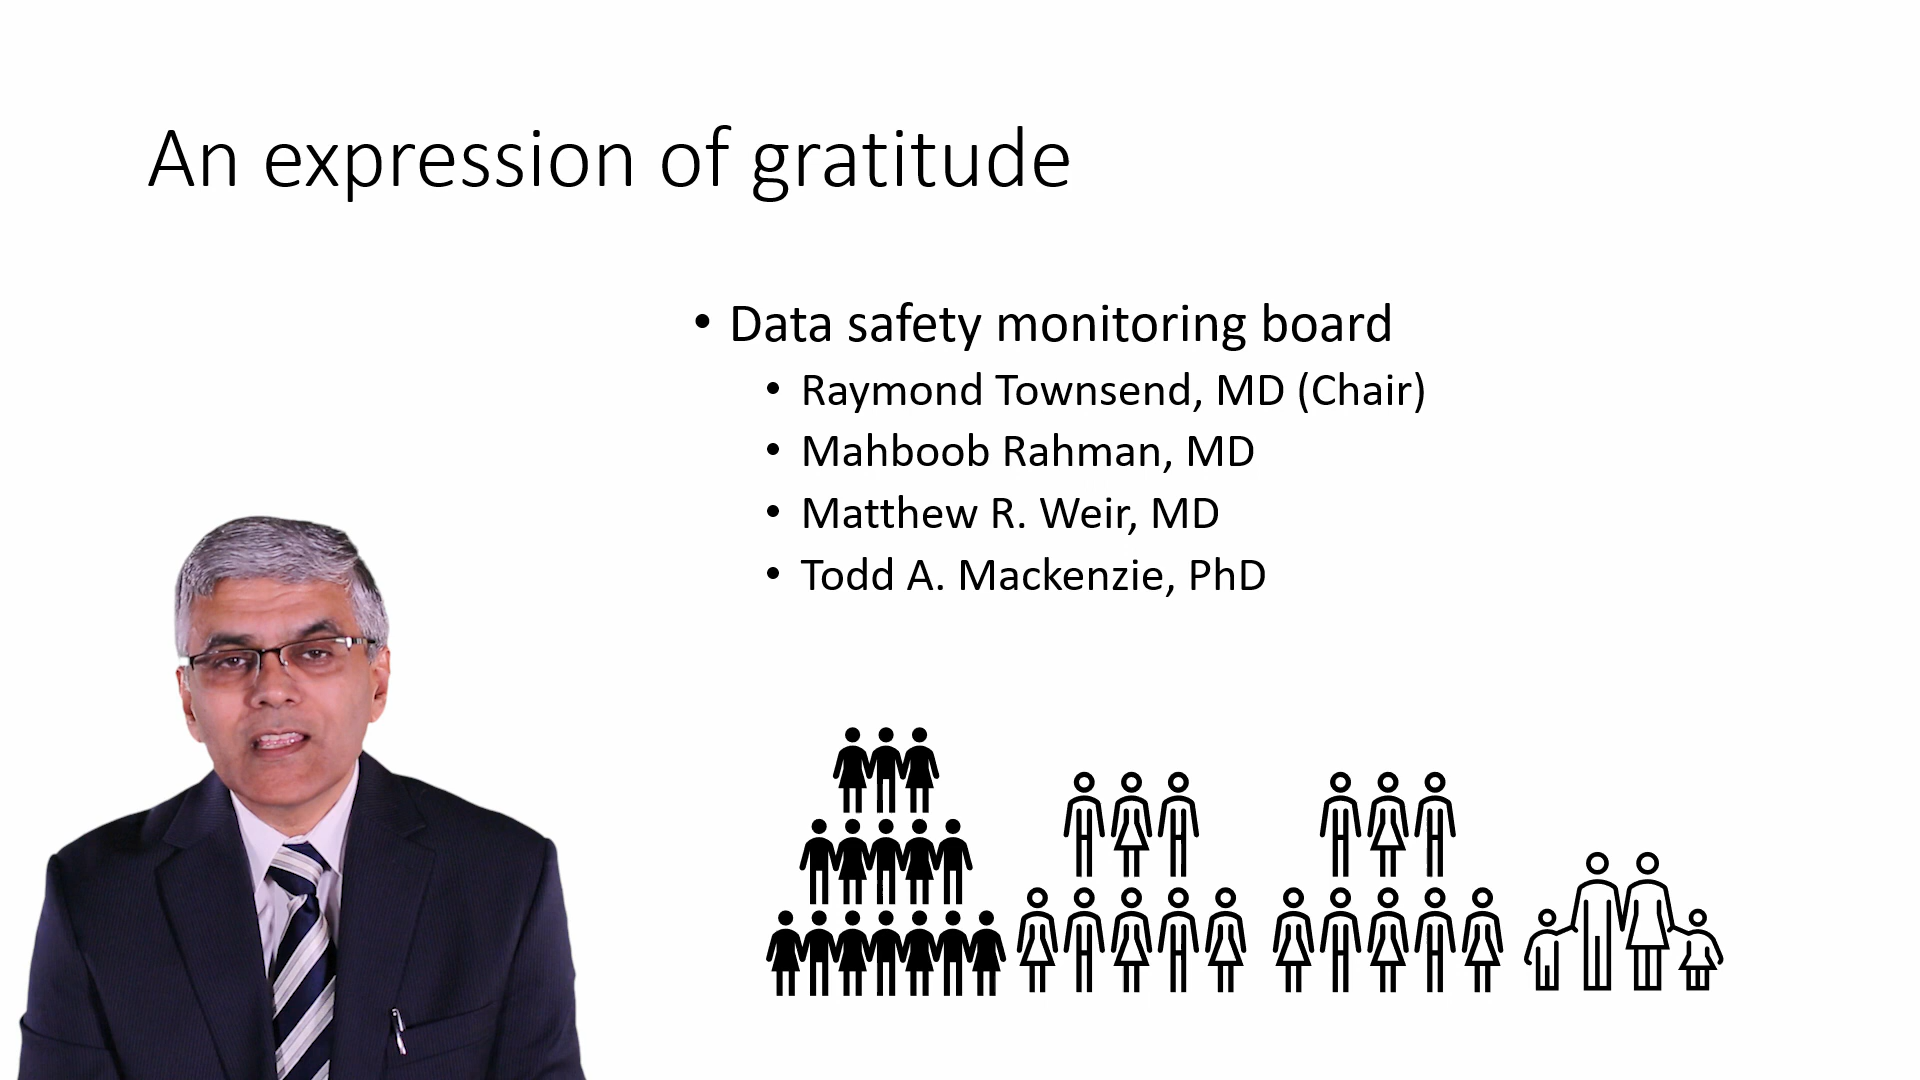 An expression of gratitude
• Data safety monitoring board
• Raymond Townsend, MD (Chair)
• Mahboob Rahman, MD
• Matthew R. Weir, MD
• Todd A. Mackenzie, PhD